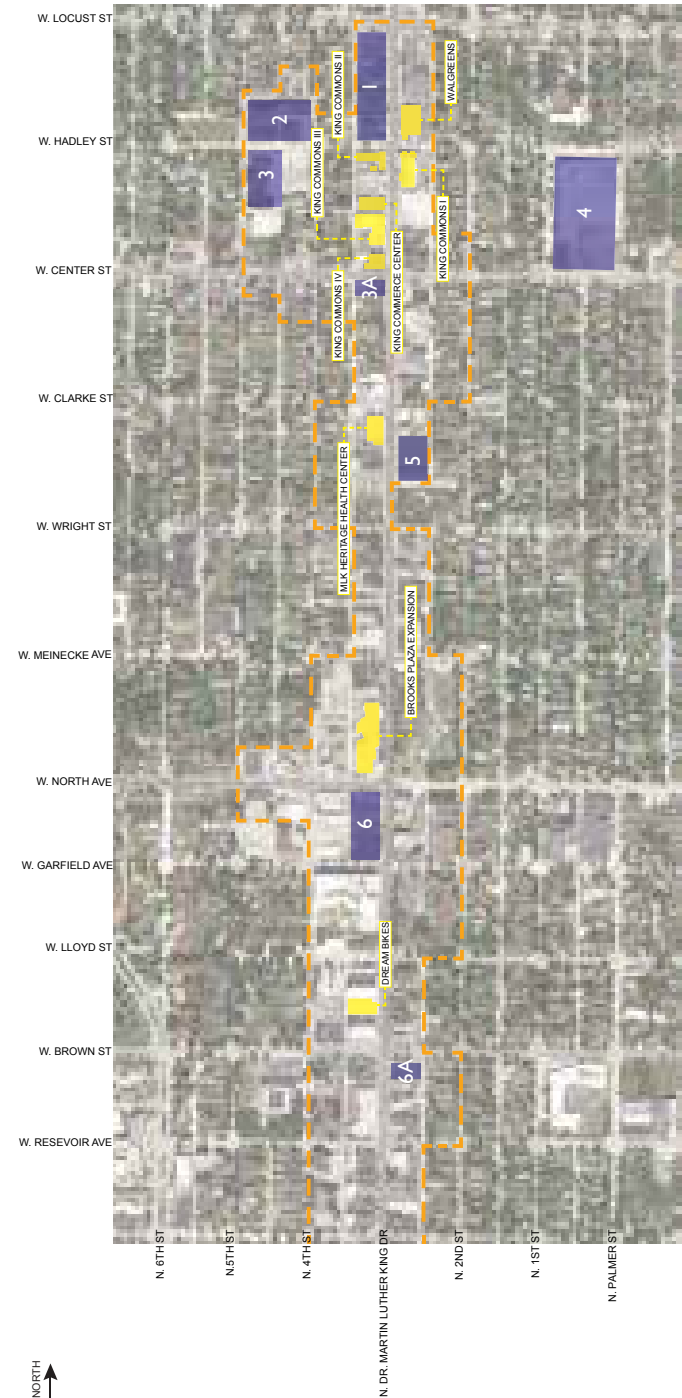 W. LOCUST ST
W. HADLEY ST
W. CENTER ST
W. CLARKE ST
W. WRIGHT ST
W. MEINECKE AVE
W. NORTH AVE
W. GARFIELD AVE
W. LLOYD ST
W. BROWN ST
W. RESEVOIR AVE
KING COMMONS II
WALGREENS
1
2
KING COMMONS III
3
KING COMMONS I
4
KING COMMONS IV
3A
KING COMMERCE CENTER
MLK HERITAGE HEALTH CENTER
5
BROOKS PLAZA EXPANSION
6
DREAM BIKES
6A
N. 6TH ST
N.5TH ST
N. 4TH ST
N. DR. MARTIN LUTHER KING DR
N. 2ND ST
N. 1ST ST
N. PALMER ST
NORTH